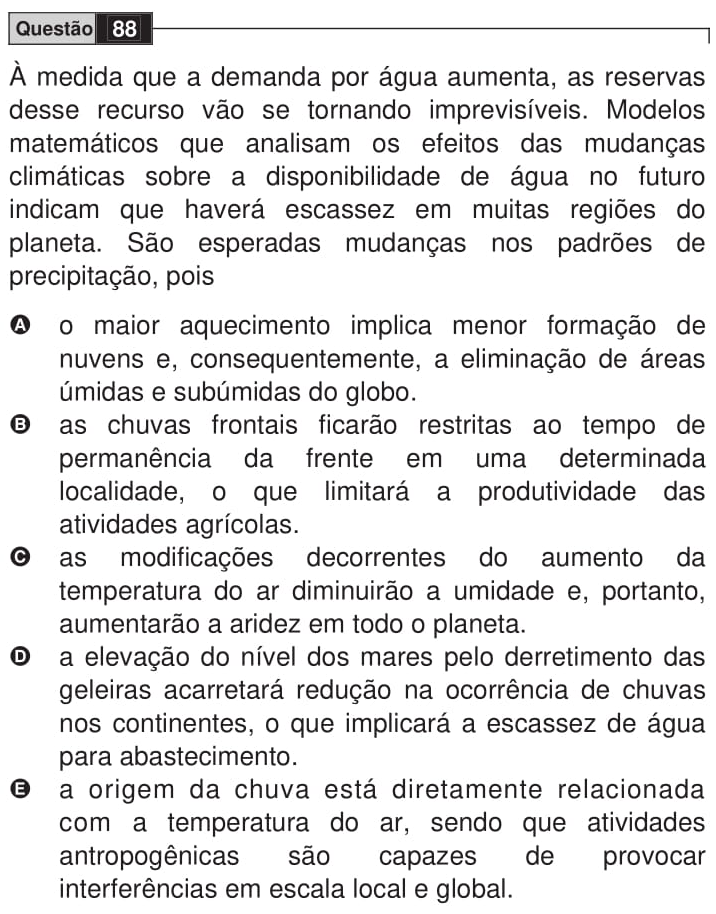 Questão 88
À medida que a demanda por água aumenta, as reservas
desse recurso vão se tornando imprevisíveis. Modelos
matemáticos que analisam os efeitos das mudanças
climáticas sobre a disponibilidade de água no futuro
indicam que haverá escassez em muitas regiões do
planeta. São esperadas mudanças nos padrões de
precipitação, pois
A o maior aquecimento implica menor formação de
nuvens e, consequentemente, a eliminação de áreas
úmidas e subúmidas do globo.
B as chuvas frontais ficarão restritas ao tempo de
permanência da frente em uma determinada
localidade, o que limitará a produtividade das
atividades agrícolas.
C as modificações decorrentes do aumento da
temperatura do ar diminuirão a umidade e, portanto,
aumentarão a aridez em todo o planeta.
D a elevação do nível dos mares pelo derretimento das
geleiras acarretará redução na ocorrência de chuvas
nos continentes, o que implicará a escassez de água
para abastecimento.
E a origem da chuva está diretamente relacionada
com a temperatura do ar, sendo que atividades
antropogênicas são capazes de provocar
interferências em escala local e global.